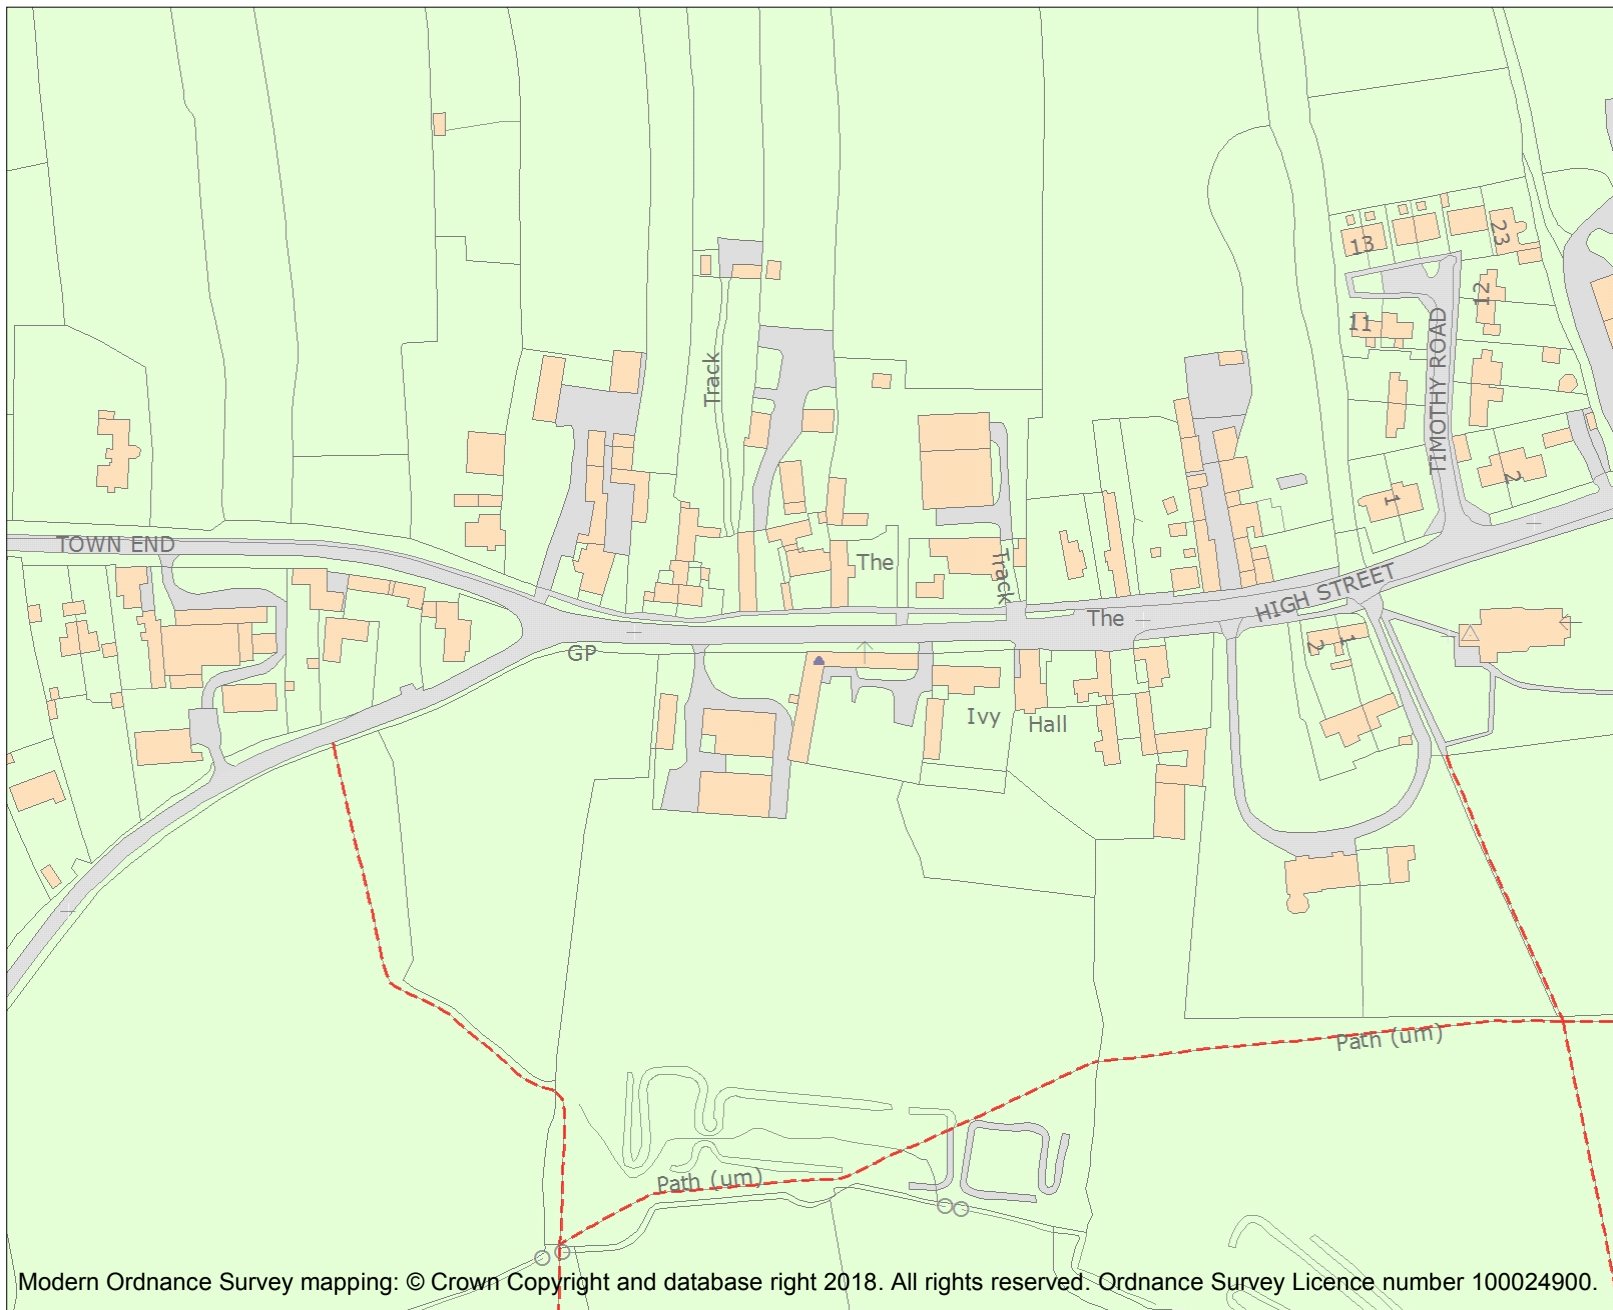 23
13
12
11
TIMOTHY ROAD
Track
2
1
TOWN END
The
Track
HIGH STREET
The
GP
1
2
Ivy
Hall
Path (um)
Path (um)
Modern Ordnance Survey mapping: © Crown Copyright and database right 2018. All rights reserved. Ordnance Survey Licence number 100024900.